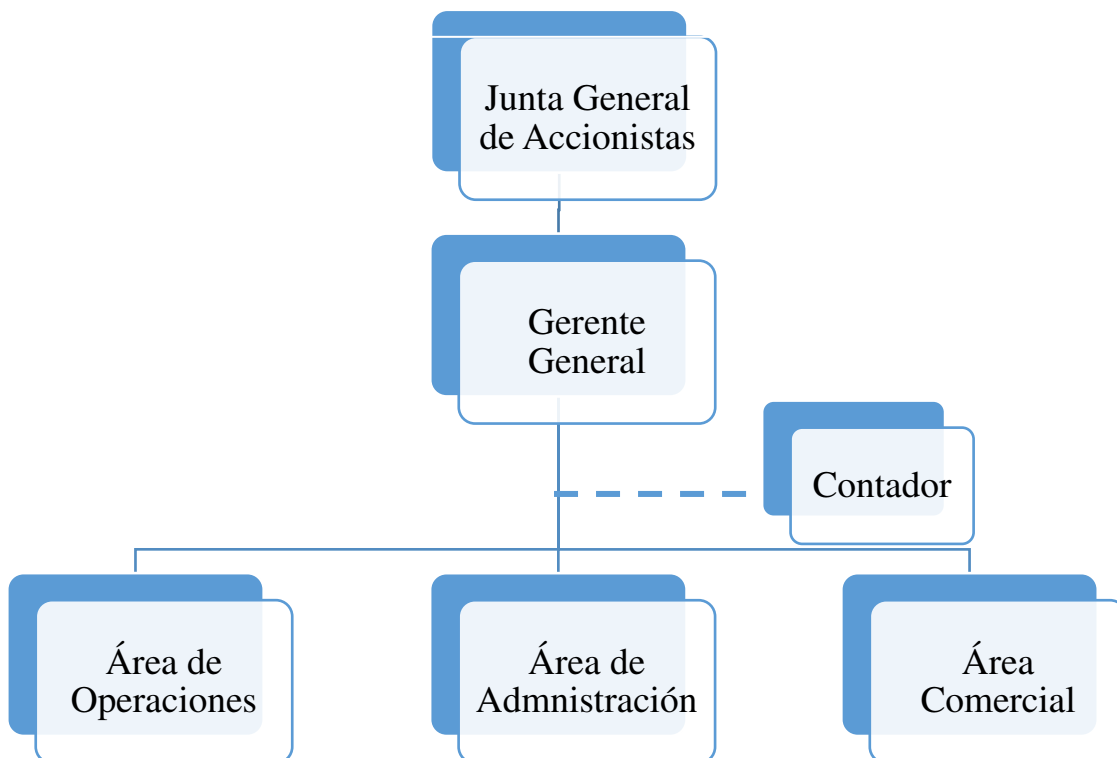 Junta General
de Accionistas
Gerente
General
Contador
Área de
Operaciones
Área de
Admnistración
Área
Comercial